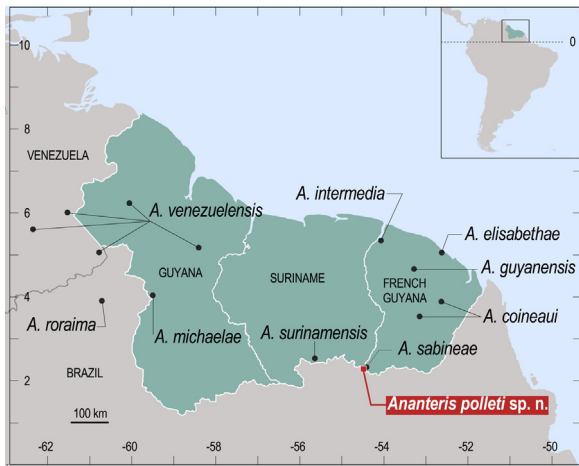 10
0
8
VENEZUELA
A. intermedia
6
A. venezuelensis
A. elisabethae
GUYANA
SURINAME
FRENCH
GUYANA
A. guyanensis
4
A. coineaui
A. roraima
A. michaelae
A. surinamensis
A. sabineae
BRAZIL
2
Ananteris polleti sp. n.
100 km
-62
-60
-58
-56
-54
-52
-50